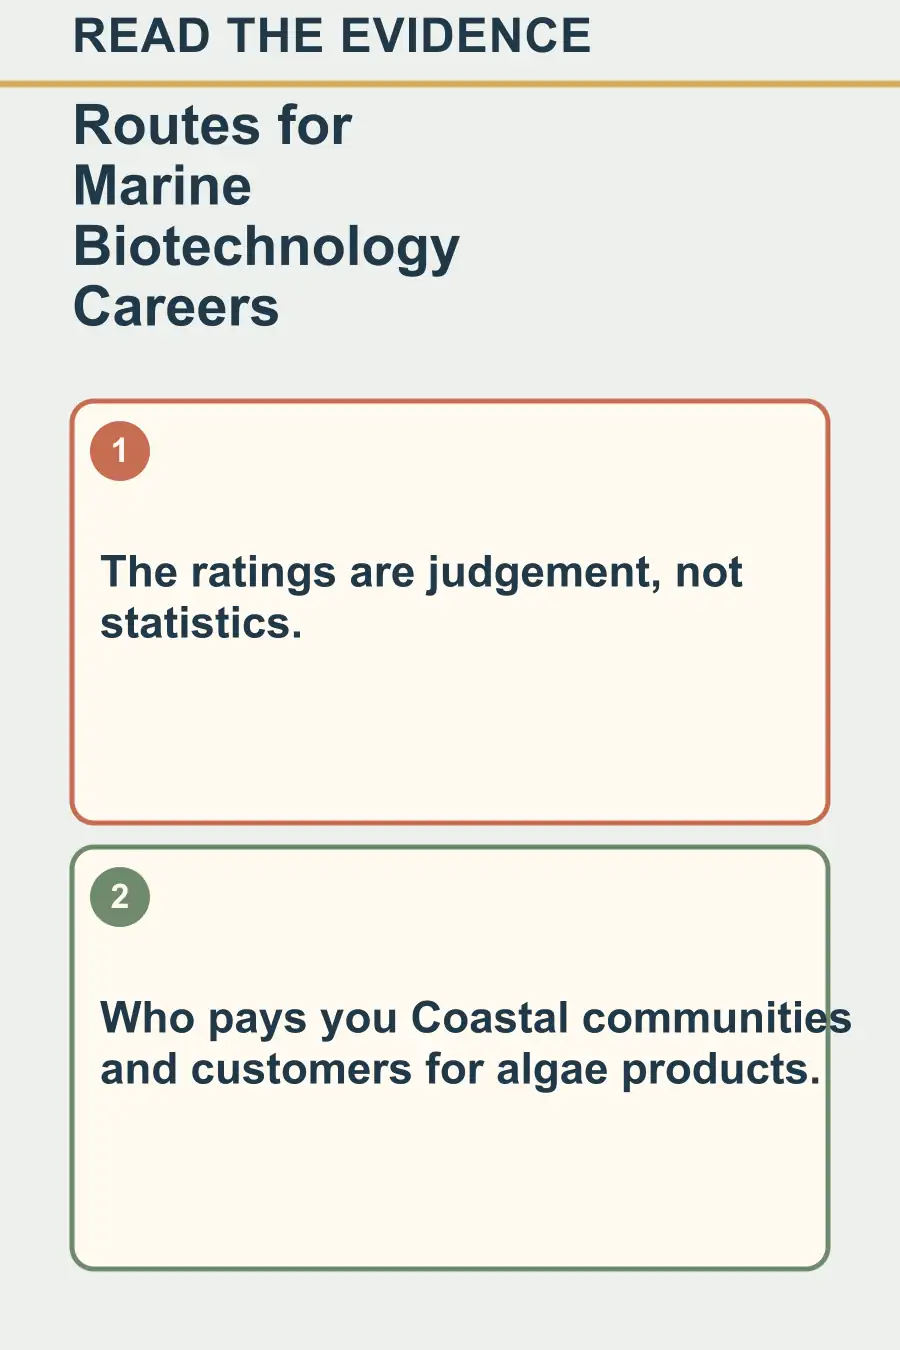 READ THE EVIDENCE
Routes for
Marine
Biotechnology
Careers
1
The ratings are judgement, not
statistics.
2
Who pays you Coastal communities
and customers for algae products.